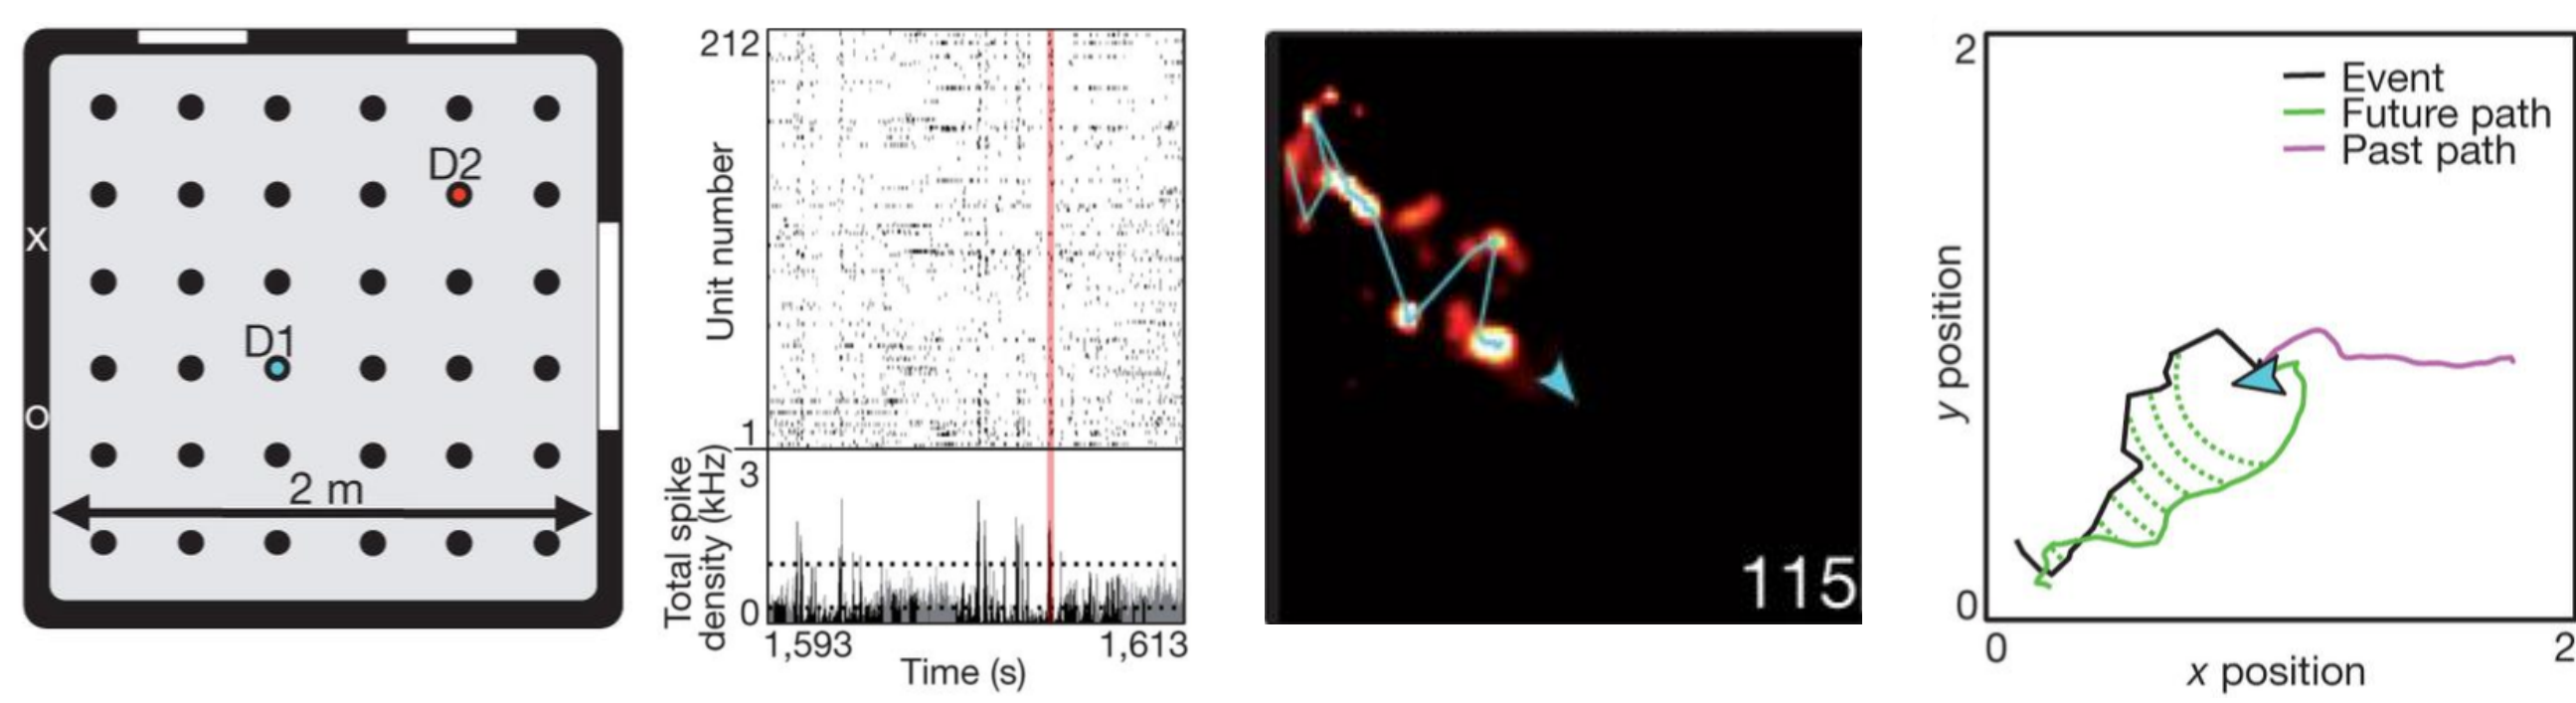 D2
X
D1
O
2 m
212
Unit number
1
Total spike
density (kHz)
3
0
1,593
1,613
Time (s)
115
2
Event
Future path
Past path
y position
0
0
2
x position